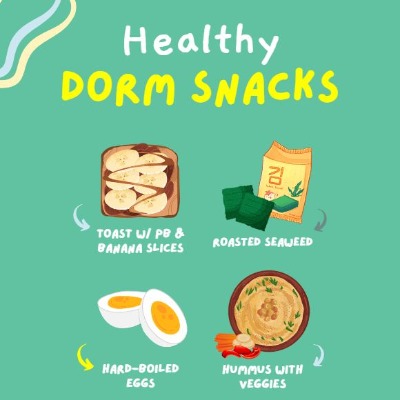 Healthy
DORM SNACKS
김
TOAST W/ PB &
BANANA SLICES
ROASTED SEAWEED
HARD-BOILED
EGGS
HUMMUS WITH
VEGGIES